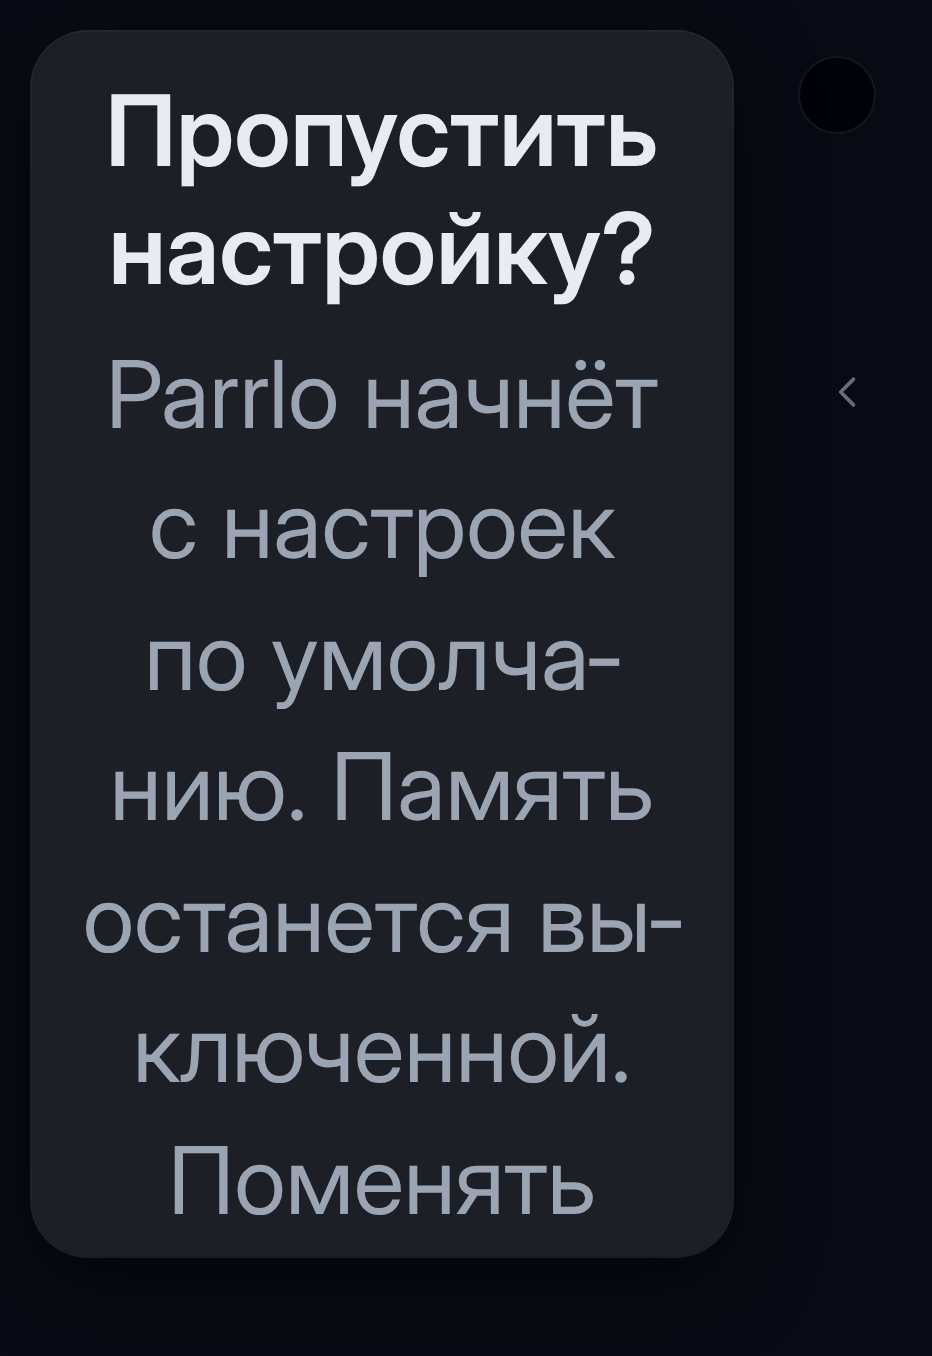 Пропустить
настройку?
Parrlo начнёт
с настроек
по умолча-
нию. Память
останется вы-
ключенной.
Поменять